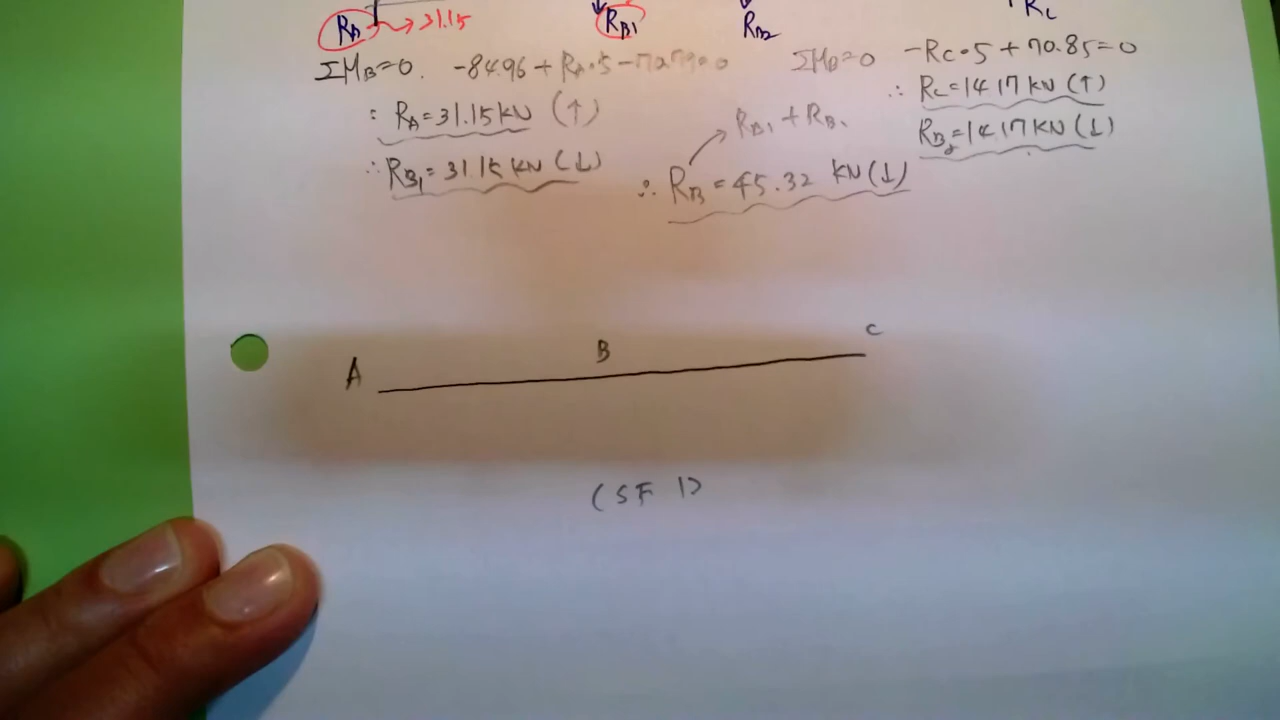 RA → 31.15 RB1 RB2 RC
ΣMB=0. -84.96 + RA·5 - 70.79=0 ΣMB=0 -RC·5 + 70.85=0
∴ RA=31.15 kN (↑) RB1 + RB2 ∴ RC=14.17 kN (↑)
∴ RB1=31.15 kN (↓) ∴ RB=45.32 kN (↓) RB2=14.17 kN (↓)
A B C
(SFD)